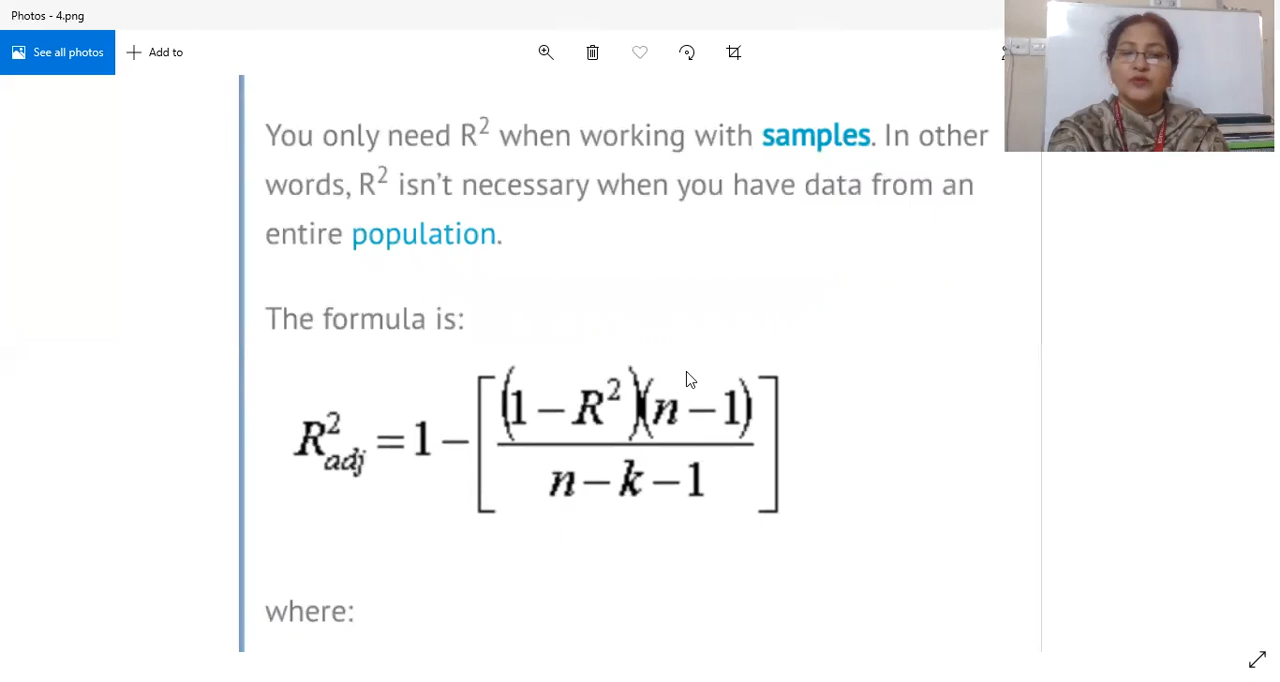 Photos - 4.png
See all photos
Add to
You only need R² when working with samples. In other
words, R² isn't necessary when you have data from an
entire population.
The formula is:
R²adj = 1 − [ (1 − R²)(n − 1) / n − k − 1 ]
where: